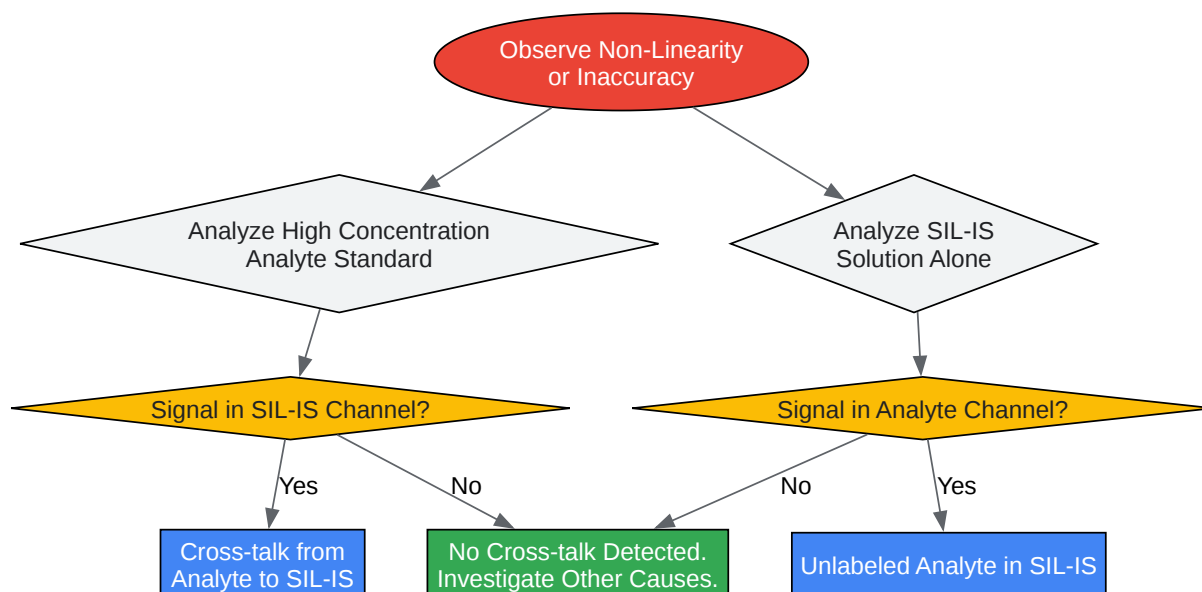 Observe Non-Linearity
or Inaccuracy
Analyze High Concentration
Analyte Standard
Analyze SIL-IS
Solution Alone
Signal in SIL-IS Channel?
Signal in Analyte Channel?
Yes
No
No
Yes
Cross-talk from
Analyte to SIL-IS
No Cross-talk Detected.
Investigate Other Causes.
Unlabeled Analyte in SIL-IS